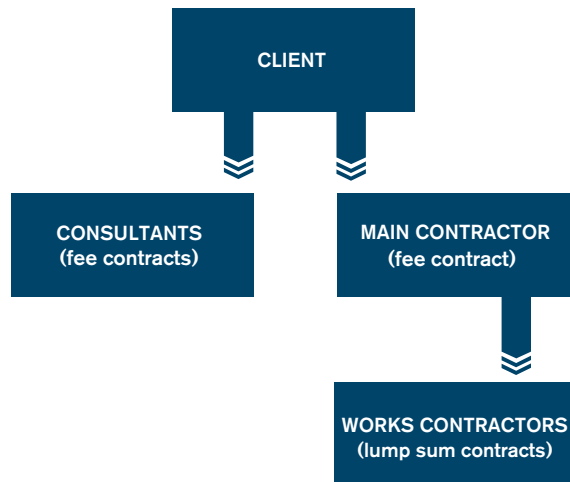 CLIENT
CONSULTANTS
(fee contracts)
MAIN CONTRACTOR
(fee contract)
WORKS CONTRACTORS
(lump sum contracts)